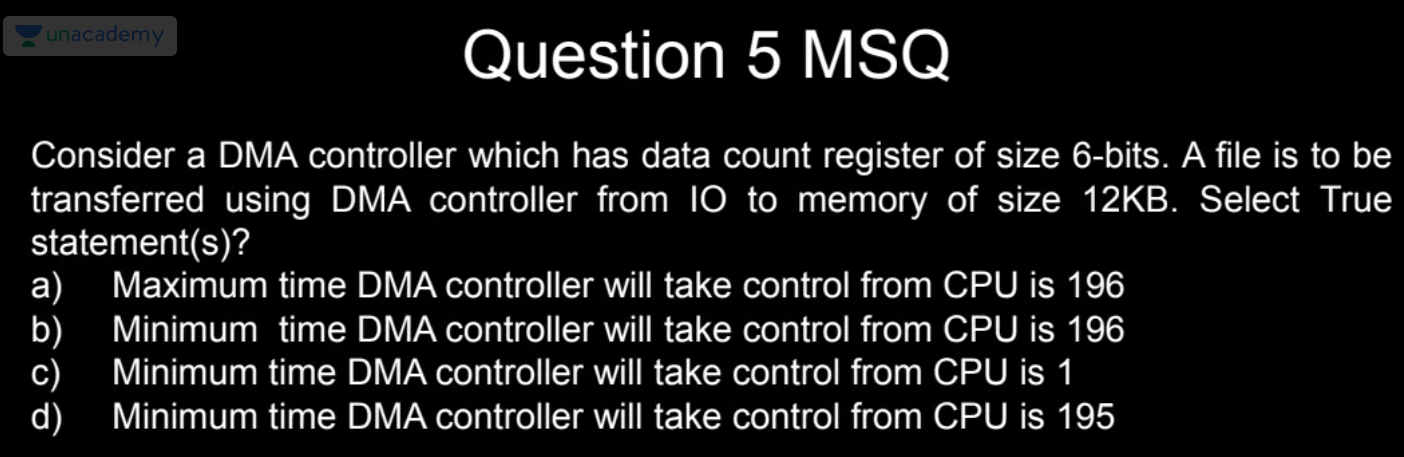 unacademy
Question 5 MSQ
Consider a DMA controller which has data count register of size 6-bits. A file is to be
transferred using DMA controller from IO to memory of size 12KB. Select True
statement(s)?
a) Maximum time DMA controller will take control from CPU is 196
b) Minimum time DMA controller will take control from CPU is 196
c) Minimum time DMA controller will take control from CPU is 1
d) Minimum time DMA controller will take control from CPU is 195